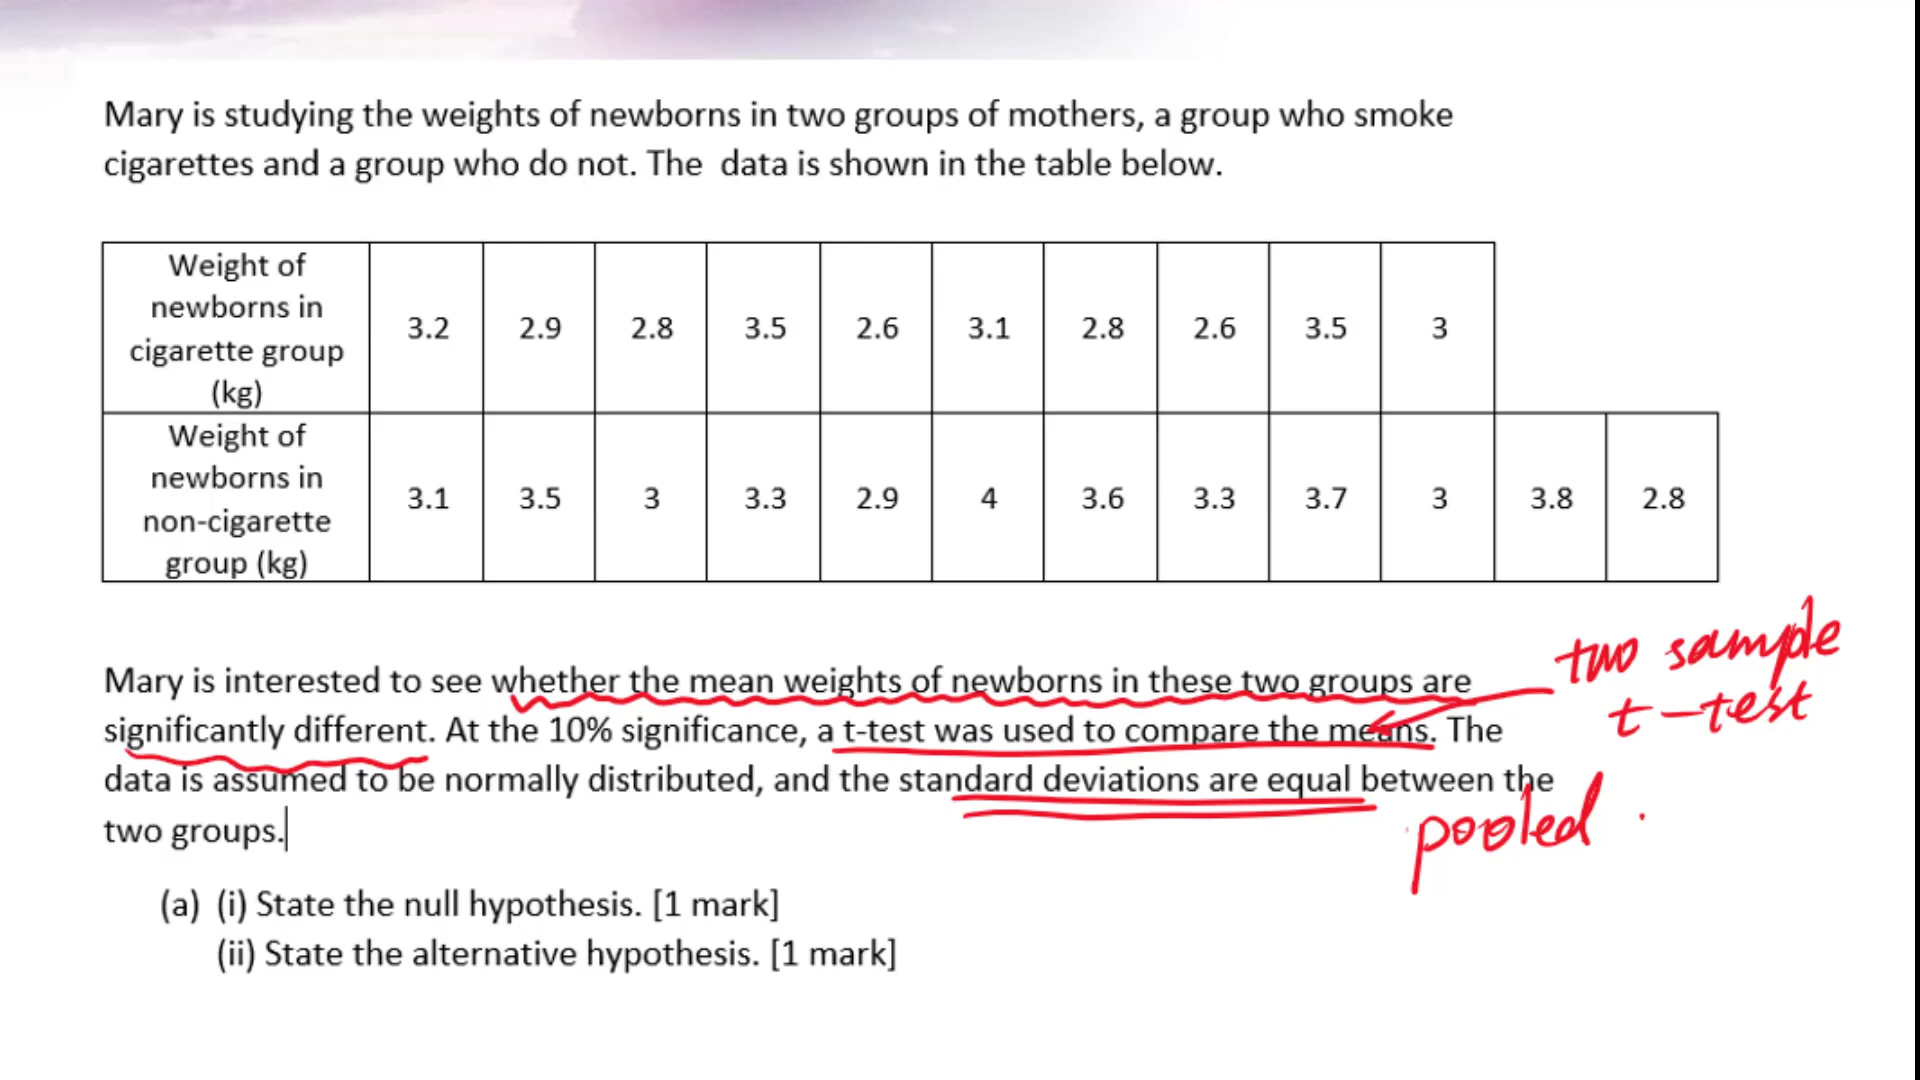 Mary is studying the weights of newborns in two groups of mothers, a group who smoke
cigarettes and a group who do not. The data is shown in the table below.
Weight of
newborns in
cigarette group
(kg)
3.2 2.9 2.8 3.5 2.6 3.1 2.8 2.6 3.5 3
Weight of
newborns in
non-cigarette
group (kg)
3.1 3.5 3 3.3 2.9 4 3.6 3.3 3.7 3 3.8 2.8
Mary is interested to see whether the mean weights of newborns in these two groups are
significantly different. At the 10% significance, a t-test was used to compare the means. The
data is assumed to be normally distributed, and the standard deviations are equal between the
two groups.
two sample
t-test
pooled
(a) (i) State the null hypothesis. [1 mark]
(ii) State the alternative hypothesis. [1 mark]